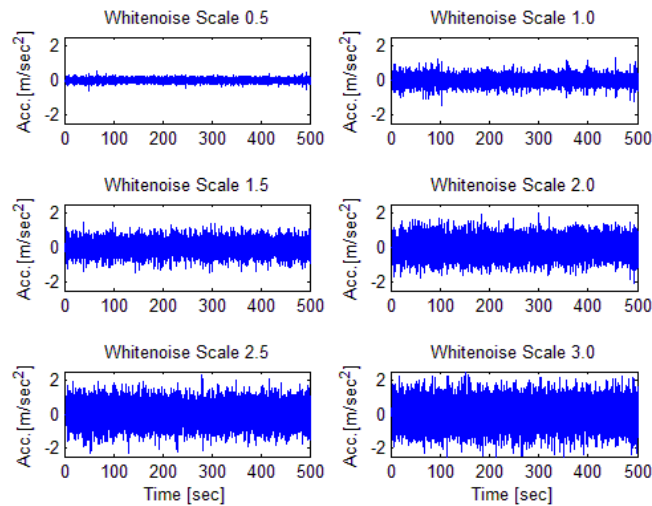 Whitenoise Scale 0.5
Whitenoise Scale 1.0
Acc.[m/sec²]
2
0
-2
0 100 200 300 400 500
Acc.[m/sec²]
2
0
-2
0 100 200 300 400 500
Whitenoise Scale 1.5
Whitenoise Scale 2.0
Acc.[m/sec²]
2
0
-2
0 100 200 300 400 500
Acc.[m/sec²]
2
0
-2
0 100 200 300 400 500
Whitenoise Scale 2.5
Whitenoise Scale 3.0
Acc.[m/sec²]
2
0
-2
0 100 200 300 400 500
Time [sec]
Acc.[m/sec²]
2
0
-2
0 100 200 300 400 500
Time [sec]